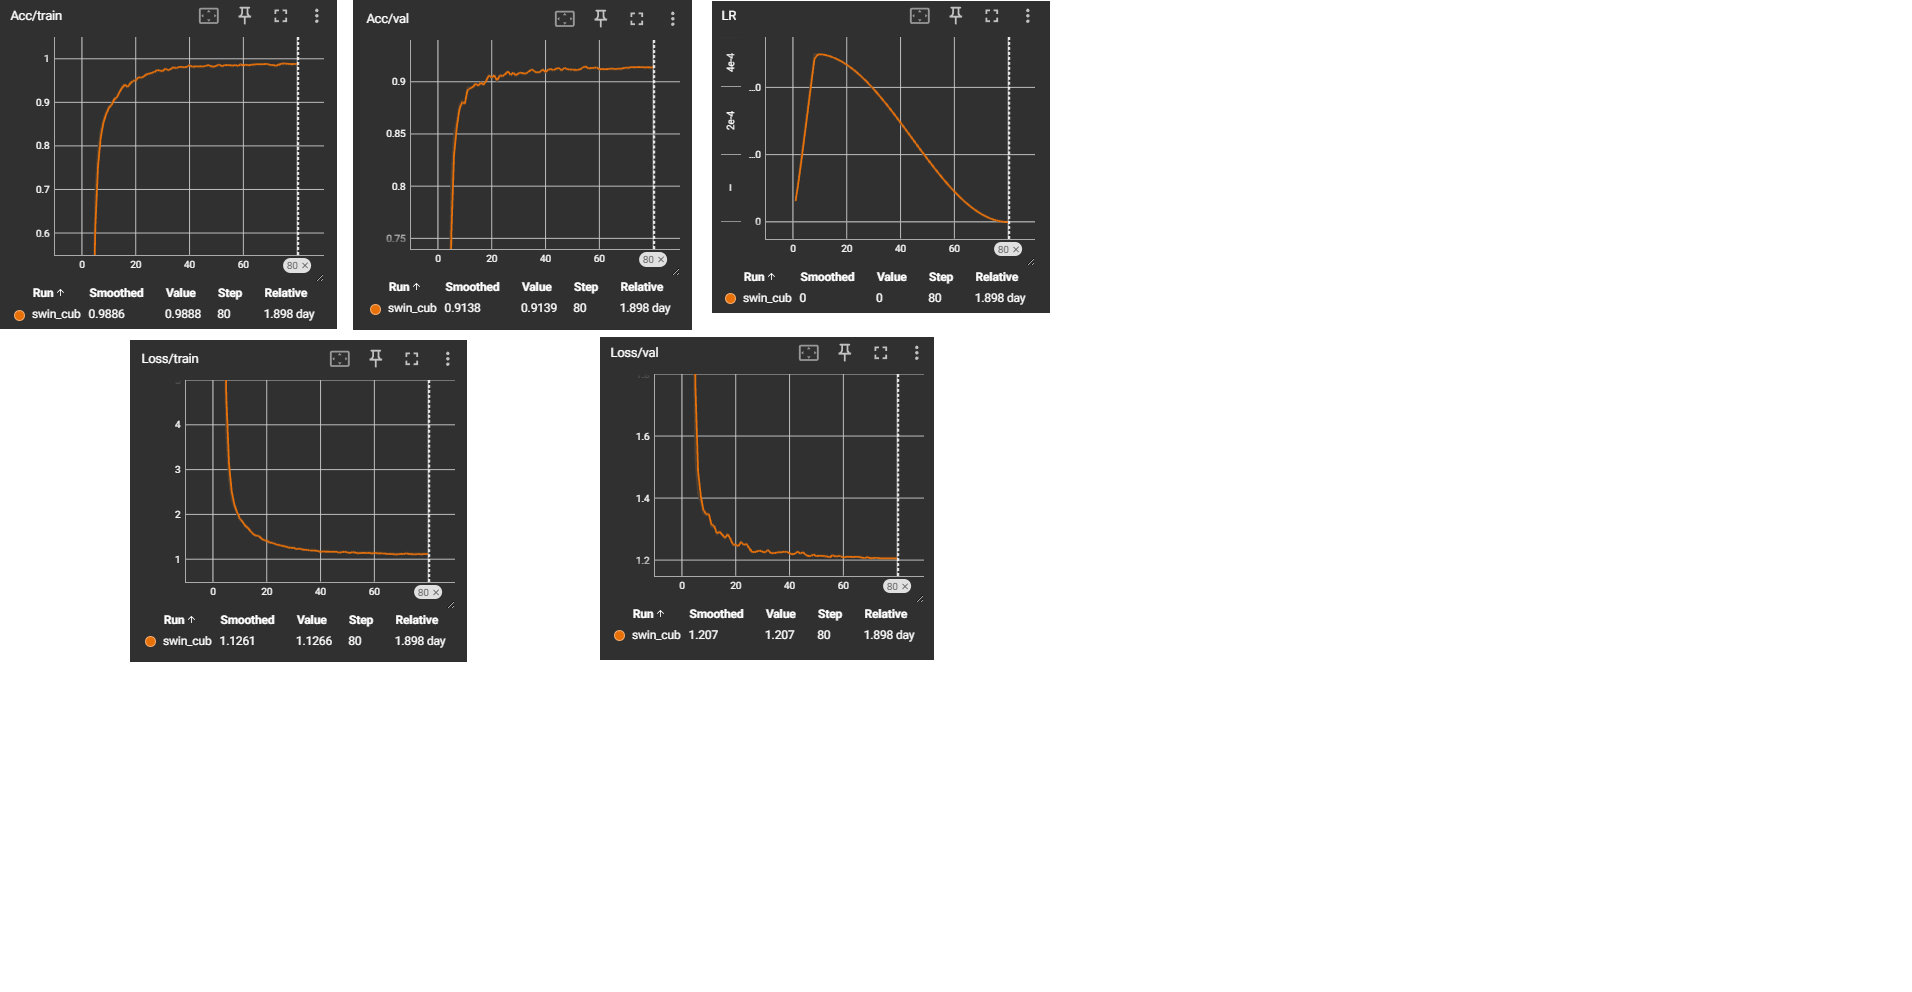 Acc/train
1
0.9
0.8
0.7
0.6
0 20 40 60 80 ×
Run ↑ Smoothed Value Step Relative
swin_cub 0.9886 0.9888 80 1.898 day
Acc/val
0.9
0.85
0.8
0.75
0 20 40 60 80 ×
Run ↑ Smoothed Value Step Relative
swin_cub 0.9138 0.9139 80 1.898 day
LR
4e-4
...0
2e-4
...0
0
0 20 40 60 80 ×
Run ↑ Smoothed Value Step Relative
swin_cub 0 0 80 1.898 day
Loss/train
4
3
2
1
0 20 40 60 80 ×
Run ↑ Smoothed Value Step Relative
swin_cub 1.1261 1.1266 80 1.898 day
Loss/val
1.6
1.4
1.2
0 20 40 60 80 ×
Run ↑ Smoothed Value Step Relative
swin_cub 1.207 1.207 80 1.898 day